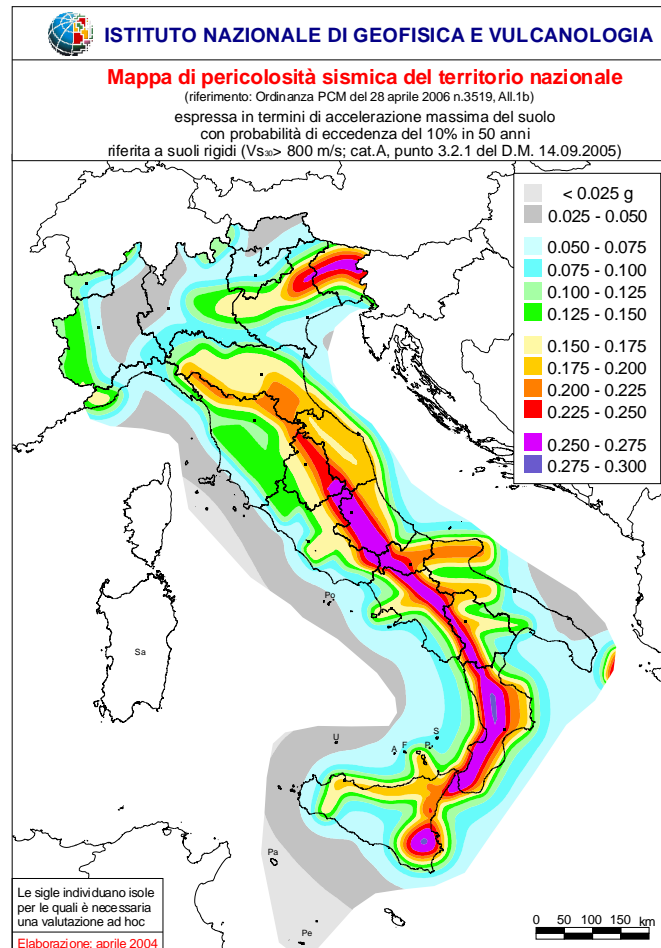 ISTITUTO NAZIONALE DI GEOFISICA E VULCANOLOGIA
Mappa di pericolosità sismica del territorio nazionale
(riferimento: Ordinanza PCM del 28 aprile 2006 n.3519, All.1b)
espressa in termini di accelerazione massima del suolo
con probabilità di eccedenza del 10% in 50 anni
riferita a suoli rigidi (Vs₃₀> 800 m/s; cat.A, punto 3.2.1 del D.M. 14.09.2005)
< 0.025 g
0.025 - 0.050
0.050 - 0.075
0.075 - 0.100
0.100 - 0.125
0.125 - 0.150
0.150 - 0.175
0.175 - 0.200
0.200 - 0.225
0.225 - 0.250
0.250 - 0.275
0.275 - 0.300
Po
Sa
U
A
F
P
S
Pa
Pe
Le sigle individuano isole
per le quali è necessaria
una valutazione ad hoc
Elaborazione: aprile 2004
0 50 100 150 km